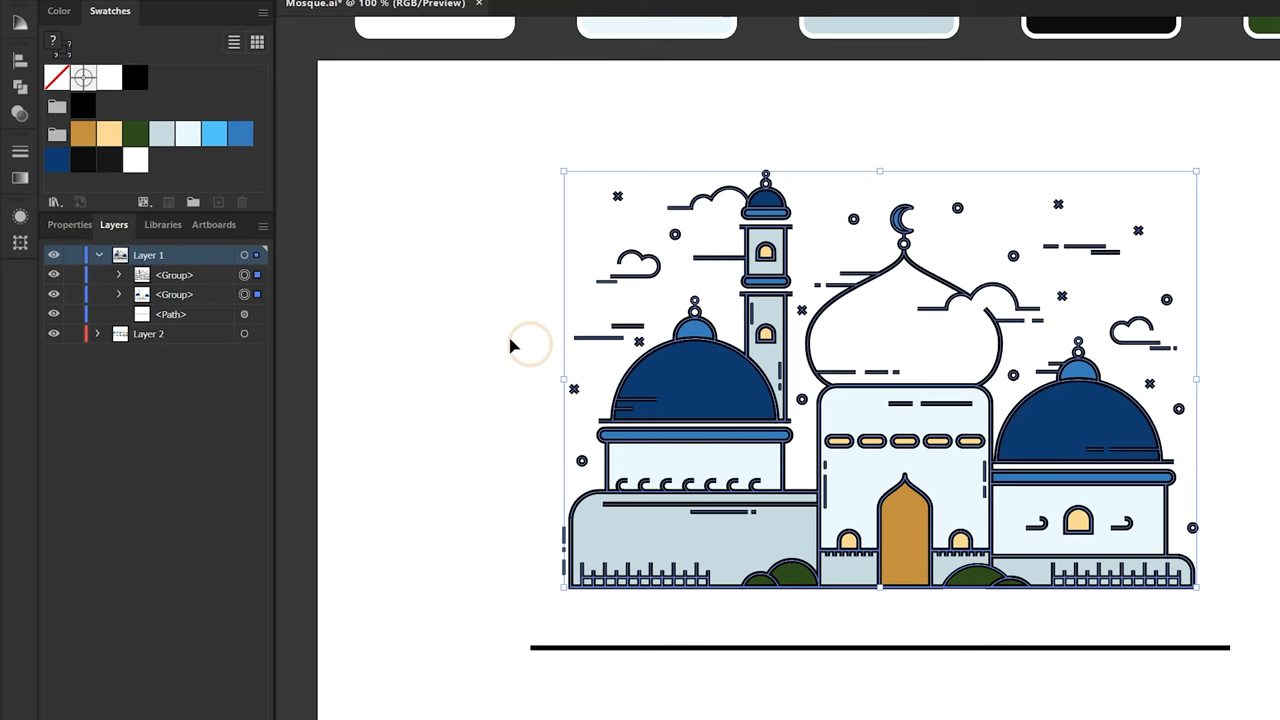 Color Swatches
Mosque.ai* @ 100 % (RGB/Preview) ×
?
Properties Layers Libraries Artboards
Layer 1
<Group>
<Group>
<Path>
Layer 2